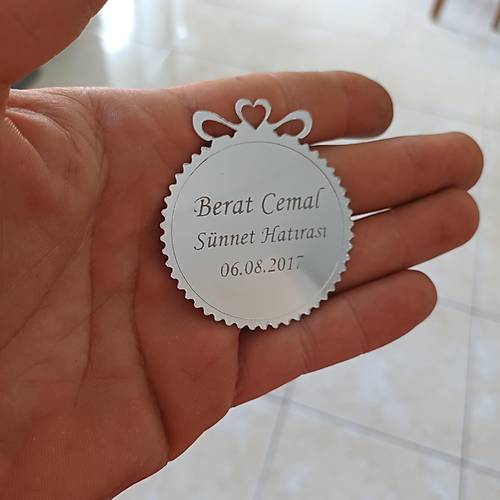 Berat Cemal
Sünnet Hatırası
06.08.2017